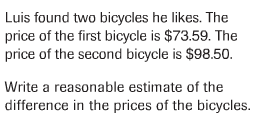 Luis found two bicycles he likes. The
price of the first bicycle is $73.59. The
price of the second bicycle is $98.50.
Write a reasonable estimate of the
difference in the prices of the bicycles.